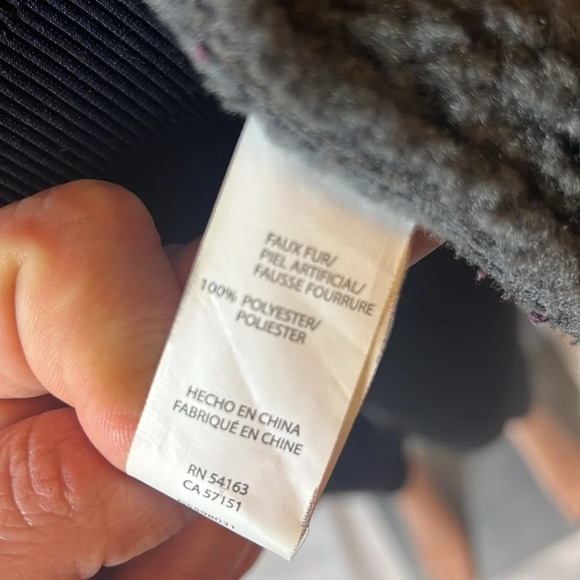 FAUX FUR/
PIEL ARTIFICIAL/
FAUSSE FOURRURE
100% POLYESTER/
POLIESTER
HECHO EN CHINA
FABRIQUÉ EN CHINE
RN 54163
CA 57151